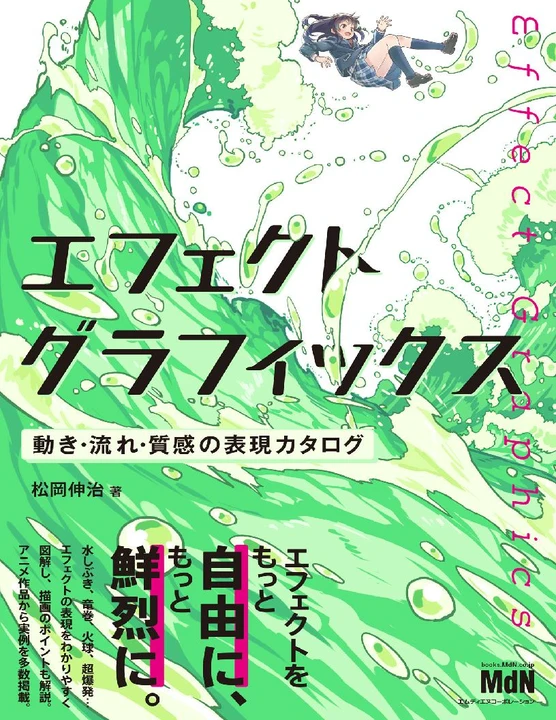 Effect Graphics
エフェクト
グラフィックス
動き・流れ・質感の表現カタログ
松岡伸治 著
エフェクトを
もっと
自由に、
もっと
鮮烈に。
水しぶき、竜巻、火球、超爆発…
エフェクトの表現をわかりやすく
図解し、描画のポイントも解説。
アニメ作品から実例を多数掲載。
books.MdN.co.jp
MdN
エムディエヌコーポレーション